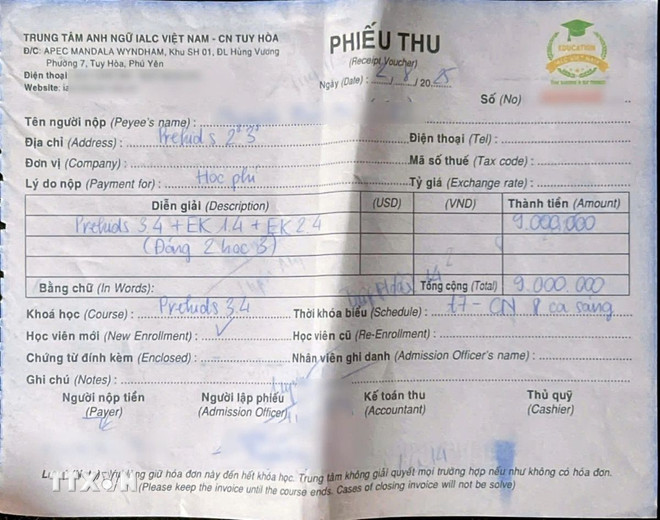 TRUNG TÂM ANH NGỮ IALC VIỆT NAM - CN TUY HÒA
Đ/C: APEC MANDALA WYNDHAM, Khu SH 01, ĐL Hùng Vương
Phường 7, Tuy Hòa, Phú Yên
Điện thoại
Website:
PHIẾU THU
(Receipt Voucher)
Ngày (Date): 2/8/2025
EDUCATION
Số (No)
Tên người nộp (Peyee's name) :
Địa chỉ (Address) : Preluds 2³3³
Điện thoại (Tel) :
Đơn vị (Company) :
Mã số thuế (Tax code) :
Lý do nộp (Payment for) : Học phí
Tỷ giá (Exchange rate) :
Diễn giải (Description) (USD) (VND) Thành tiền (Amount)
Preluds 3.4 + EK 1.4 + EK 2.4 9.000.000
(Đóng 2 học 3)
Bằng chữ (In Words): Tổng cộng (Total) 9.000.000
Khoá học (Course) : Preluds 3.4
Thời khóa biểu (Schedule) : t7 - CN ca sáng
Học viên mới (New Enrollment) : ✓
Học viên cũ (Re-Enrollment) :
Chứng từ đính kèm (Enclosed) :
Nhân viên ghi danh (Admission Officer's name) :
Ghi chú (Notes) :
Người nộp tiền Người lập phiếu Kế toán thu Thủ quỹ
(Payer) (Admission Officer) (Accountant) (Cashier)
giữ hóa đơn này đến hết khóa học. Trung tâm không giải quyết mọi trường hợp nếu như không có hóa đơn.
(Please keep the invoice until the course ends. Cases of closing invoice will not be solve)
TTXVN